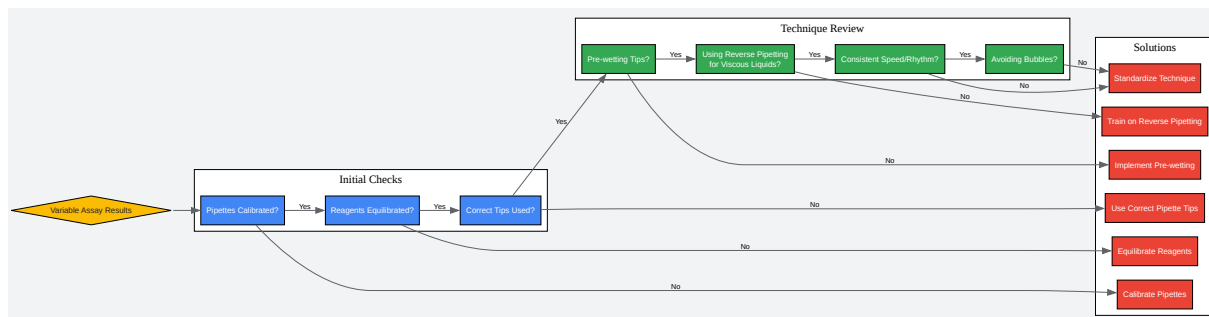 Technique Review
Solutions
Pre-wetting Tips?
Yes
Using Reverse Pipetting
for Viscous Liquids?
Yes
Consistent Speed/Rhythm?
Yes
Avoiding Bubbles?
No
Standardize Technique
No
No
Train on Reverse Pipetting
Yes
No
Implement Pre-wetting
Initial Checks
Variable Assay Results
Pipettes Calibrated?
Yes
Reagents Equilibrated?
Yes
Correct Tips Used?
No
Use Correct Pipette Tips
No
Equilibrate Reagents
No
Calibrate Pipettes